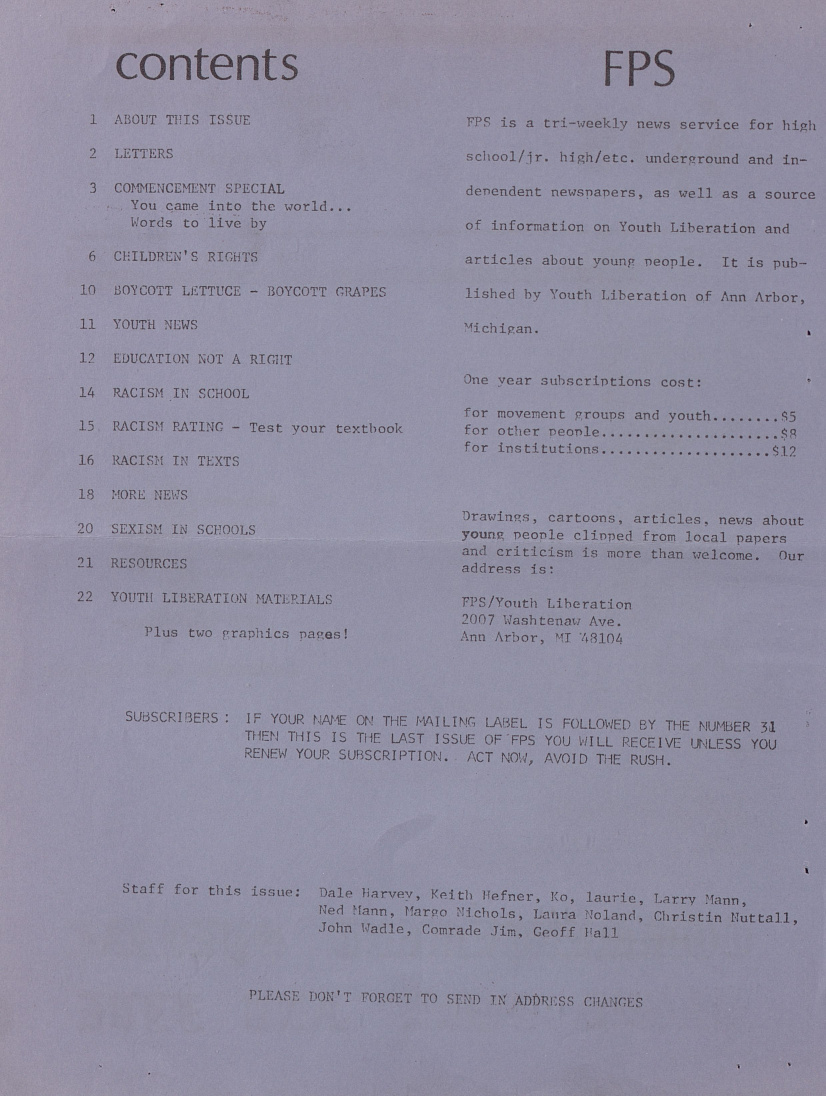 contents
1 ABOUT THIS ISSUE
2 LETTERS
3 COMMENCEMENT SPECIAL
You came into the world...
Words to live by
6 CHILDREN'S RIGHTS
10 BOYCOTT LETTUCE - BOYCOTT GRAPES
11 YOUTH NEWS
12 EDUCATION NOT A RIGHT
14 RACISM IN SCHOOL
15 RACISM RATING - Test your textbook
16 RACISM IN TEXTS
18 MORE NEWS
20 SEXISM IN SCHOOLS
21 RESOURCES
22 YOUTH LIBERATION MATERIALS
Plus two graphics pages!
FPS
FPS is a tri-weekly news service for high
school/jr. high/etc. underground and in-
dependent newspapers, as well as a source
of information on Youth Liberation and
articles about young people. It is pub-
lished by Youth Liberation of Ann Arbor,
Michigan.
One year subscriptions cost:
for movement groups and youth........$5
for other people.....................$8
for institutions....................$12
Drawings, cartoons, articles, news about
young people clipped from local papers
and criticism is more than welcome. Our
address is:
FPS/Youth Liberation
2007 Washtenaw Ave.
Ann Arbor, MI 48104
SUBSCRIBERS: IF YOUR NAME ON THE MAILING LABEL IS FOLLOWED BY THE NUMBER 31
THEN THIS IS THE LAST ISSUE OF FPS YOU WILL RECEIVE UNLESS YOU
RENEW YOUR SUBSCRIPTION. ACT NOW, AVOID THE RUSH.
Staff for this issue: Dale Harvey, Keith Hefner, Ko, laurie, Larry Mann,
Ned Mann, Margo Nichols, Laura Noland, Christin Nuttall,
John Wadle, Comrade Jim, Geoff Hall
PLEASE DON'T FORGET TO SEND IN ADDRESS CHANGES